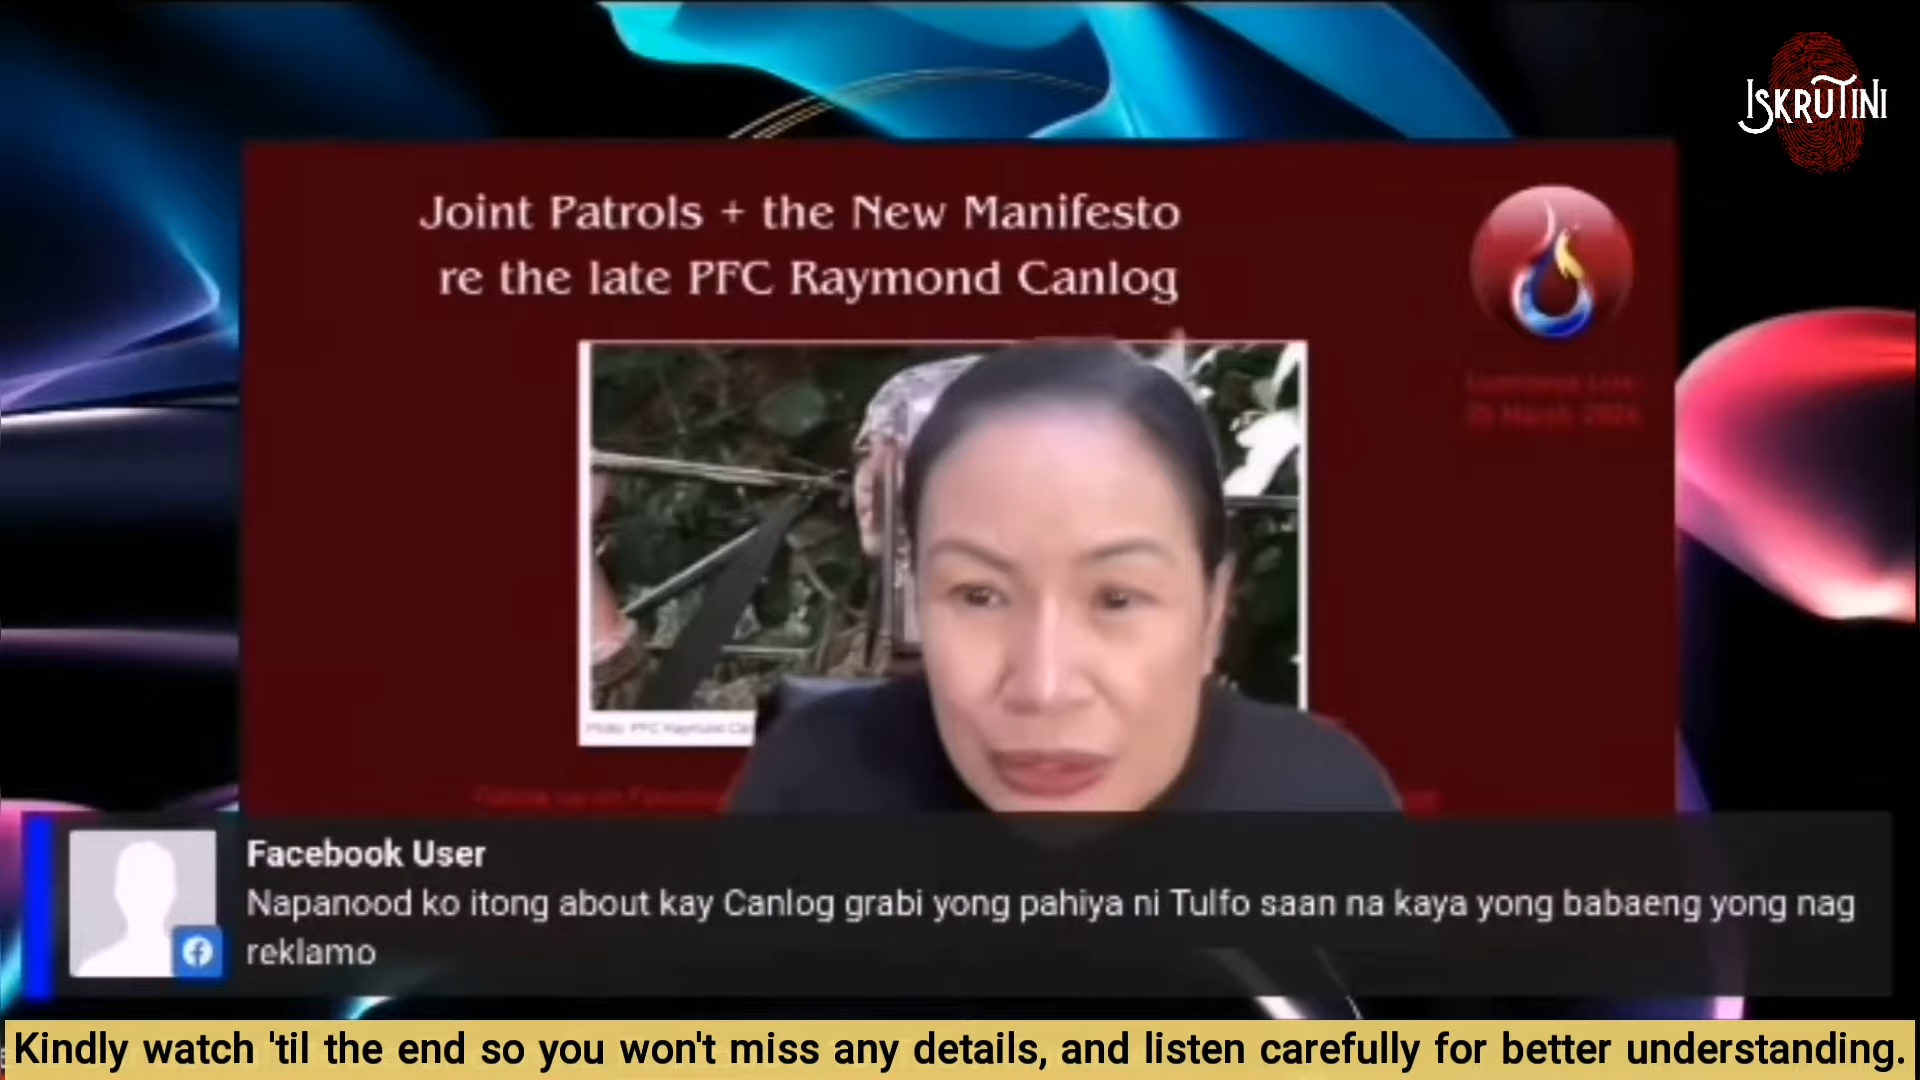 ISKRUTINI
Joint Patrols + the New Manifesto
re the late PFC Raymond Canlog
Facebook User
Napanood ko itong about kay Canlog grabi yong pahiya ni Tulfo saan na kaya yong babaeng yong nag
reklamo
Kindly watch 'til the end so you won't miss any details, and listen carefully for better understanding.